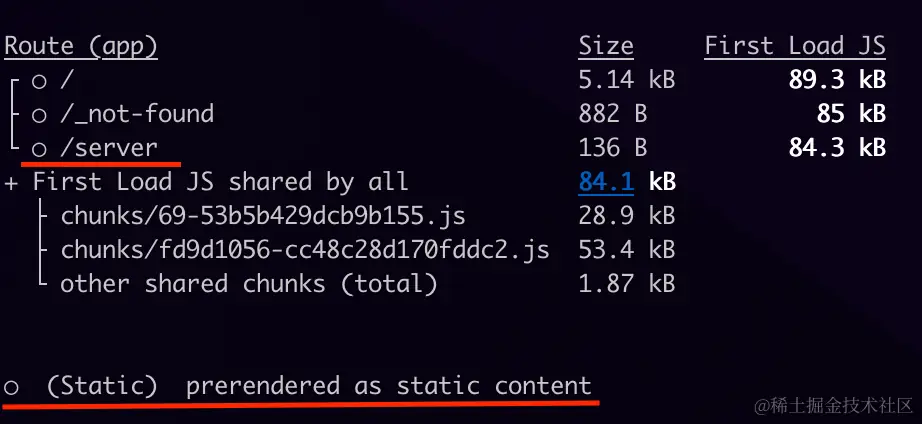 Route (app) Size First Load JS
┌ ○ / 5.14 kB 89.3 kB
├ ○ /_not-found 882 B 85 kB
└ ○ /server 136 B 84.3 kB
+ First Load JS shared by all 84.1 kB
├ chunks/69-53b5b429dcb9b155.js 28.9 kB
├ chunks/fd9d1056-cc48c28d170fddc2.js 53.4 kB
└ other shared chunks (total) 1.87 kB
○ (Static) prerendered as static content
@稀土掘金技术社区